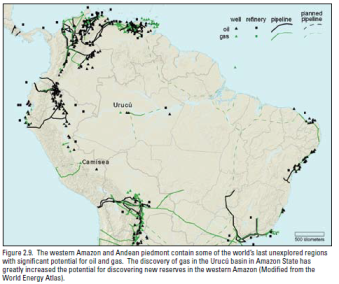 well refinery pipeline planned
pipeline
oil
gas
Urucú
Camisea
500 kilometers
Figure 2.9. The western Amazon and Andean piedmont contain some of the world's last unexplored regions
with significant potential for oil and gas. The discovery of gas in the Urucú basin in Amazon State has
greatly increased the potential for discovering new reserves in the western Amazon (Modified from the
World Energy Atlas).